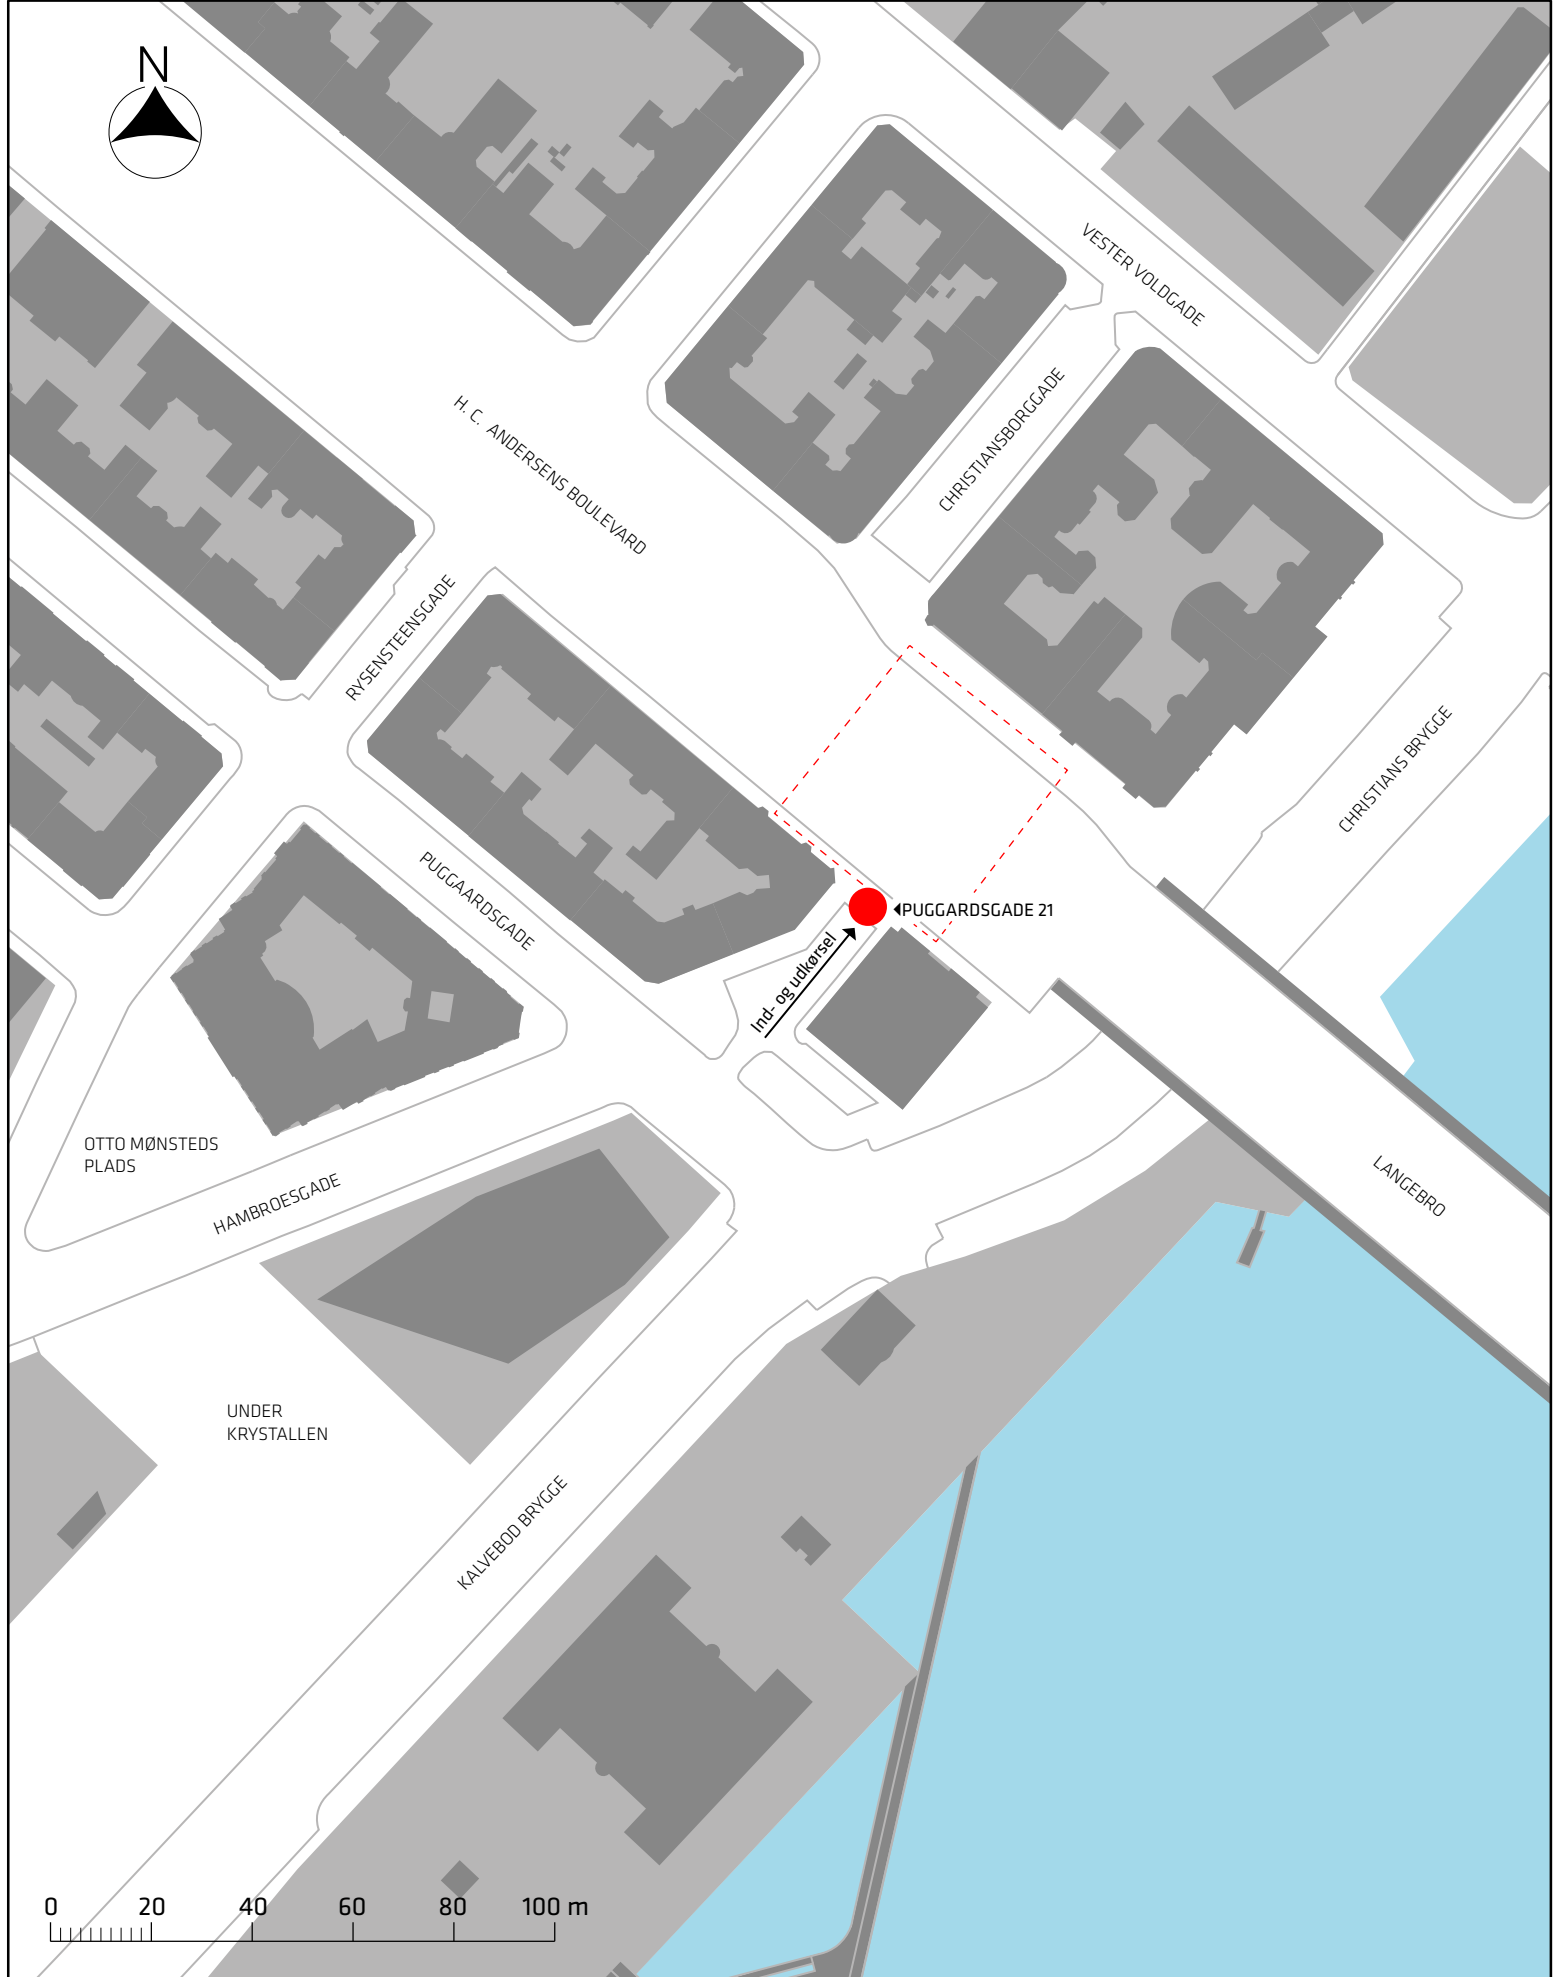 N
VESTER VOLDGADE
CHRISTIANSBORGGADE
H. C. ANDERSENS BOULEVARD
RYSENSTEENSGADE
CHRISTIANS BRYGGE
PUGGAARDSGADE
PUGGARDSGADE 21
Ind- og udkørsel
OTTO MØNSTEDS
PLADS
HAMBROESGADE
LANGEBRO
UNDER
KRYSTALLEN
KALVEBOD BRYGGE
0 20 40 60 80 100 m